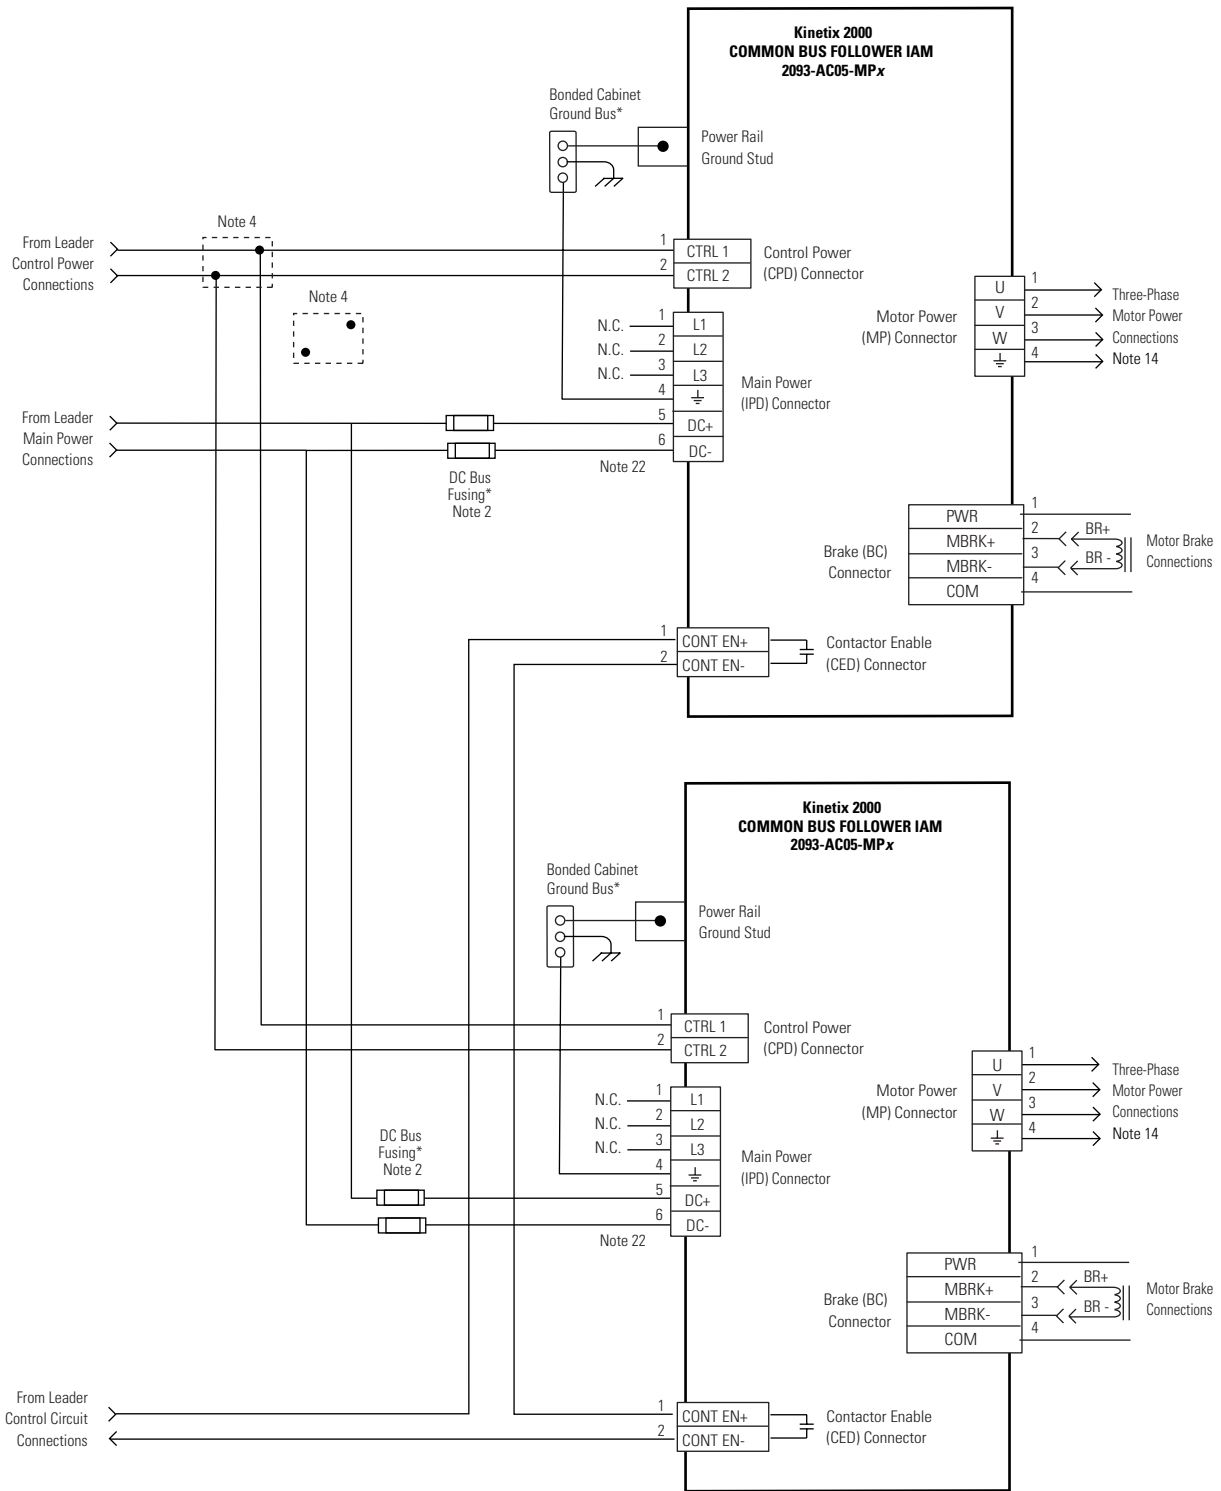 Kinetix 2000
COMMON BUS FOLLOWER IAM
2093-AC05-MPx
Bonded Cabinet
Ground Bus*
Power Rail
Ground Stud
Note 4
From Leader
Control Power
Connections
1
2
CTRL 1
CTRL 2
Control Power
(CPD) Connector
Note 4
N.C.
N.C.
N.C.
1
2
3
4
5
6
L1
L2
L3
DC+
DC-
Main Power
(IPD) Connector
Motor Power
(MP) Connector
U
V
W
1
2
3
4
Three-Phase
Motor Power
Connections
Note 14
From Leader
Main Power
Connections
DC Bus
Fusing*
Note 2
Note 22
Brake (BC)
Connector
PWR
MBRK+
MBRK-
COM
1
2
3
4
BR+
BR -
Motor Brake
Connections
1
2
CONT EN+
CONT EN-
Contactor Enable
(CED) Connector
Kinetix 2000
COMMON BUS FOLLOWER IAM
2093-AC05-MPx
Bonded Cabinet
Ground Bus*
Power Rail
Ground Stud
1
2
CTRL 1
CTRL 2
Control Power
(CPD) Connector
N.C.
N.C.
N.C.
1
2
3
4
5
6
L1
L2
L3
DC+
DC-
Main Power
(IPD) Connector
Motor Power
(MP) Connector
U
V
W
1
2
3
4
Three-Phase
Motor Power
Connections
Note 14
DC Bus
Fusing*
Note 2
Note 22
Brake (BC)
Connector
PWR
MBRK+
MBRK-
COM
1
2
3
4
BR+
BR -
Motor Brake
Connections
From Leader
Control Circuit
Connections
1
2
CONT EN+
CONT EN-
Contactor Enable
(CED) Connector